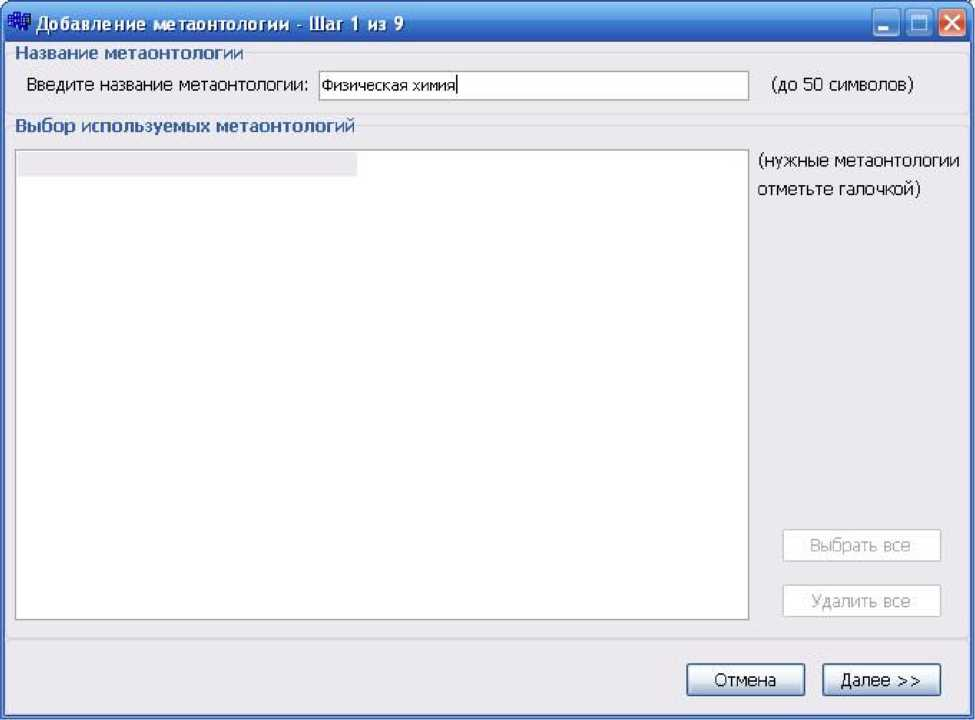 Добавление метаонтологии - Шаг 1 из 9
Название метаонтологии
Введите название метаонтологии: Физическая химия (до 50 символов)
Выбор используемых метаонтологий
(нужные метаонтологии
отметьте галочкой)
Выбрать все
Удалить все
Отмена Далее >>